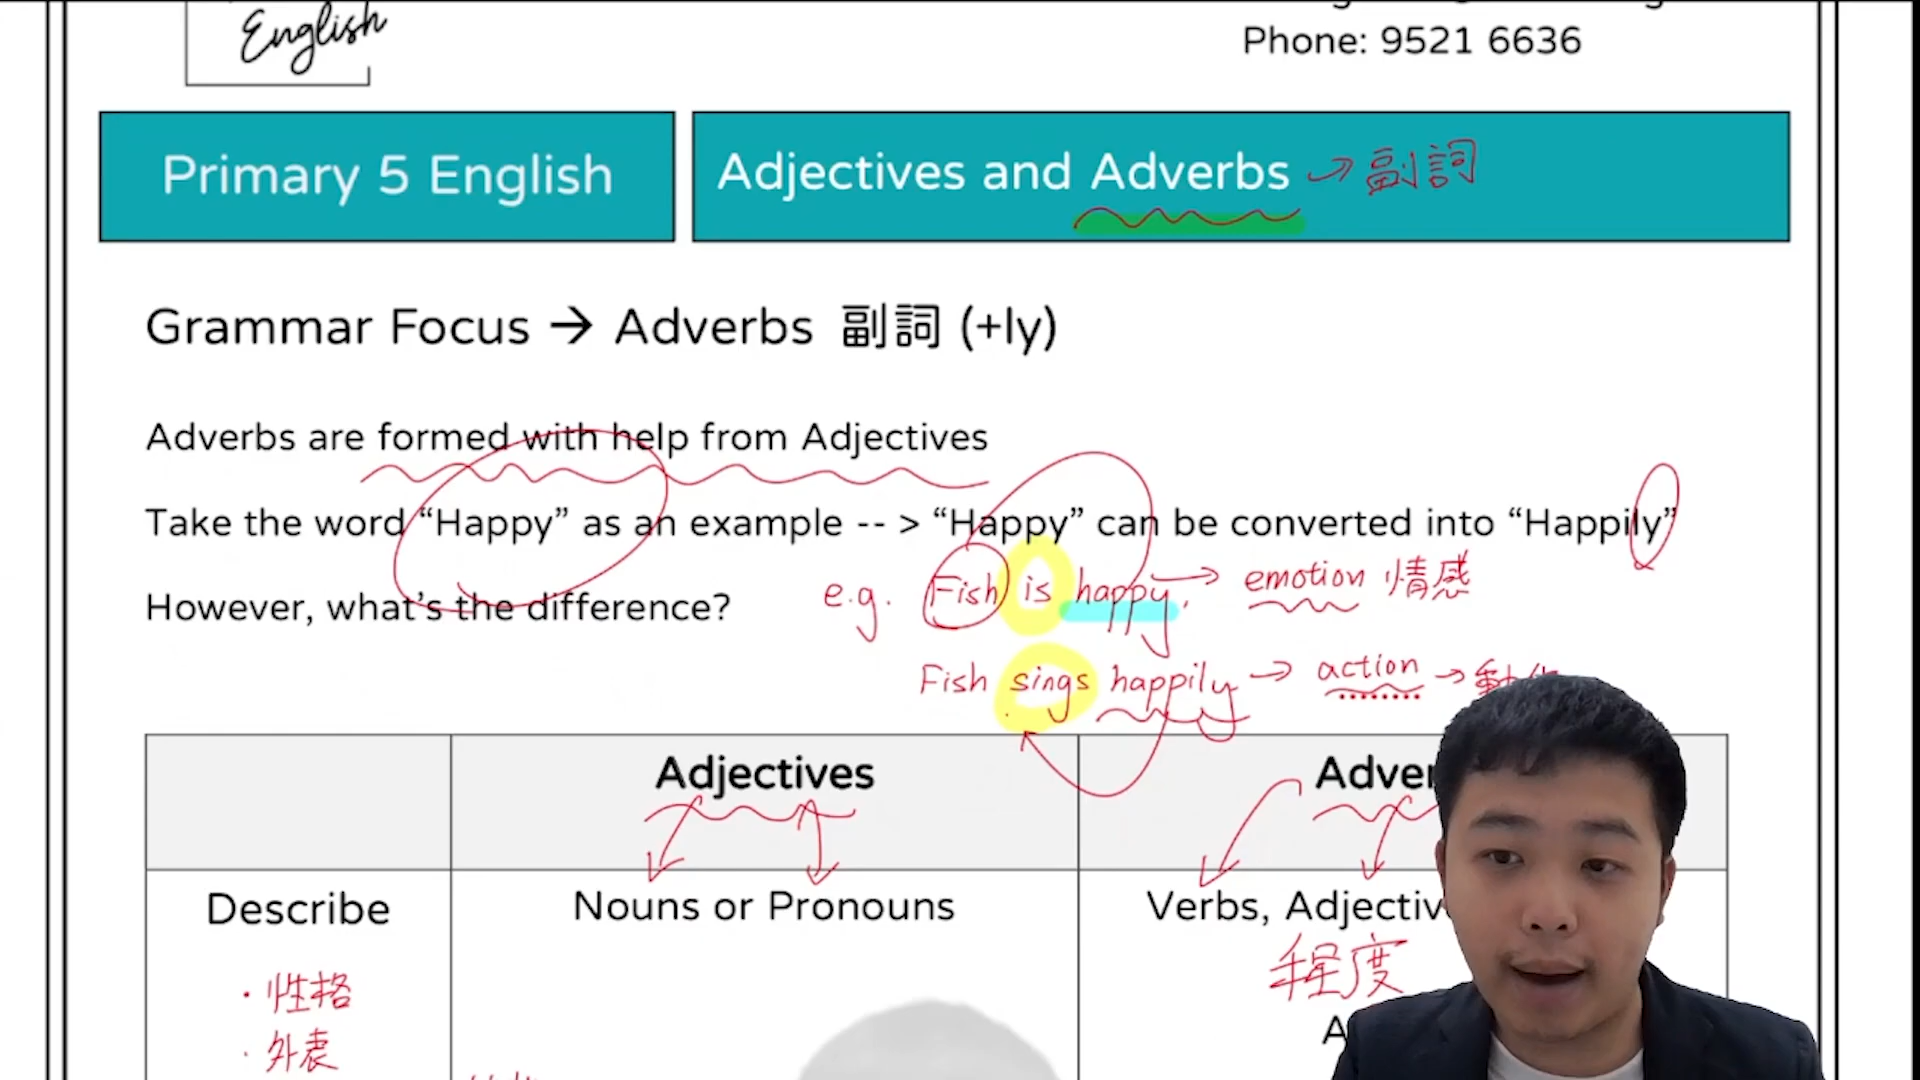 English
Phone: 9521 6636
Primary 5 English
Adjectives and Adverbs → 副詞
Grammar Focus → Adverbs 副詞 (+ly)
Adverbs are formed with help from Adjectives
Take the word “Happy” as an example -- > “Happy” can be converted into “Happily”
However, what’s the difference?
e.g. Fish is happy. → emotion 情感
Fish sings happily → action →
Adjectives
Describe
Nouns or Pronouns
Verbs,
程度
・性格
・外表